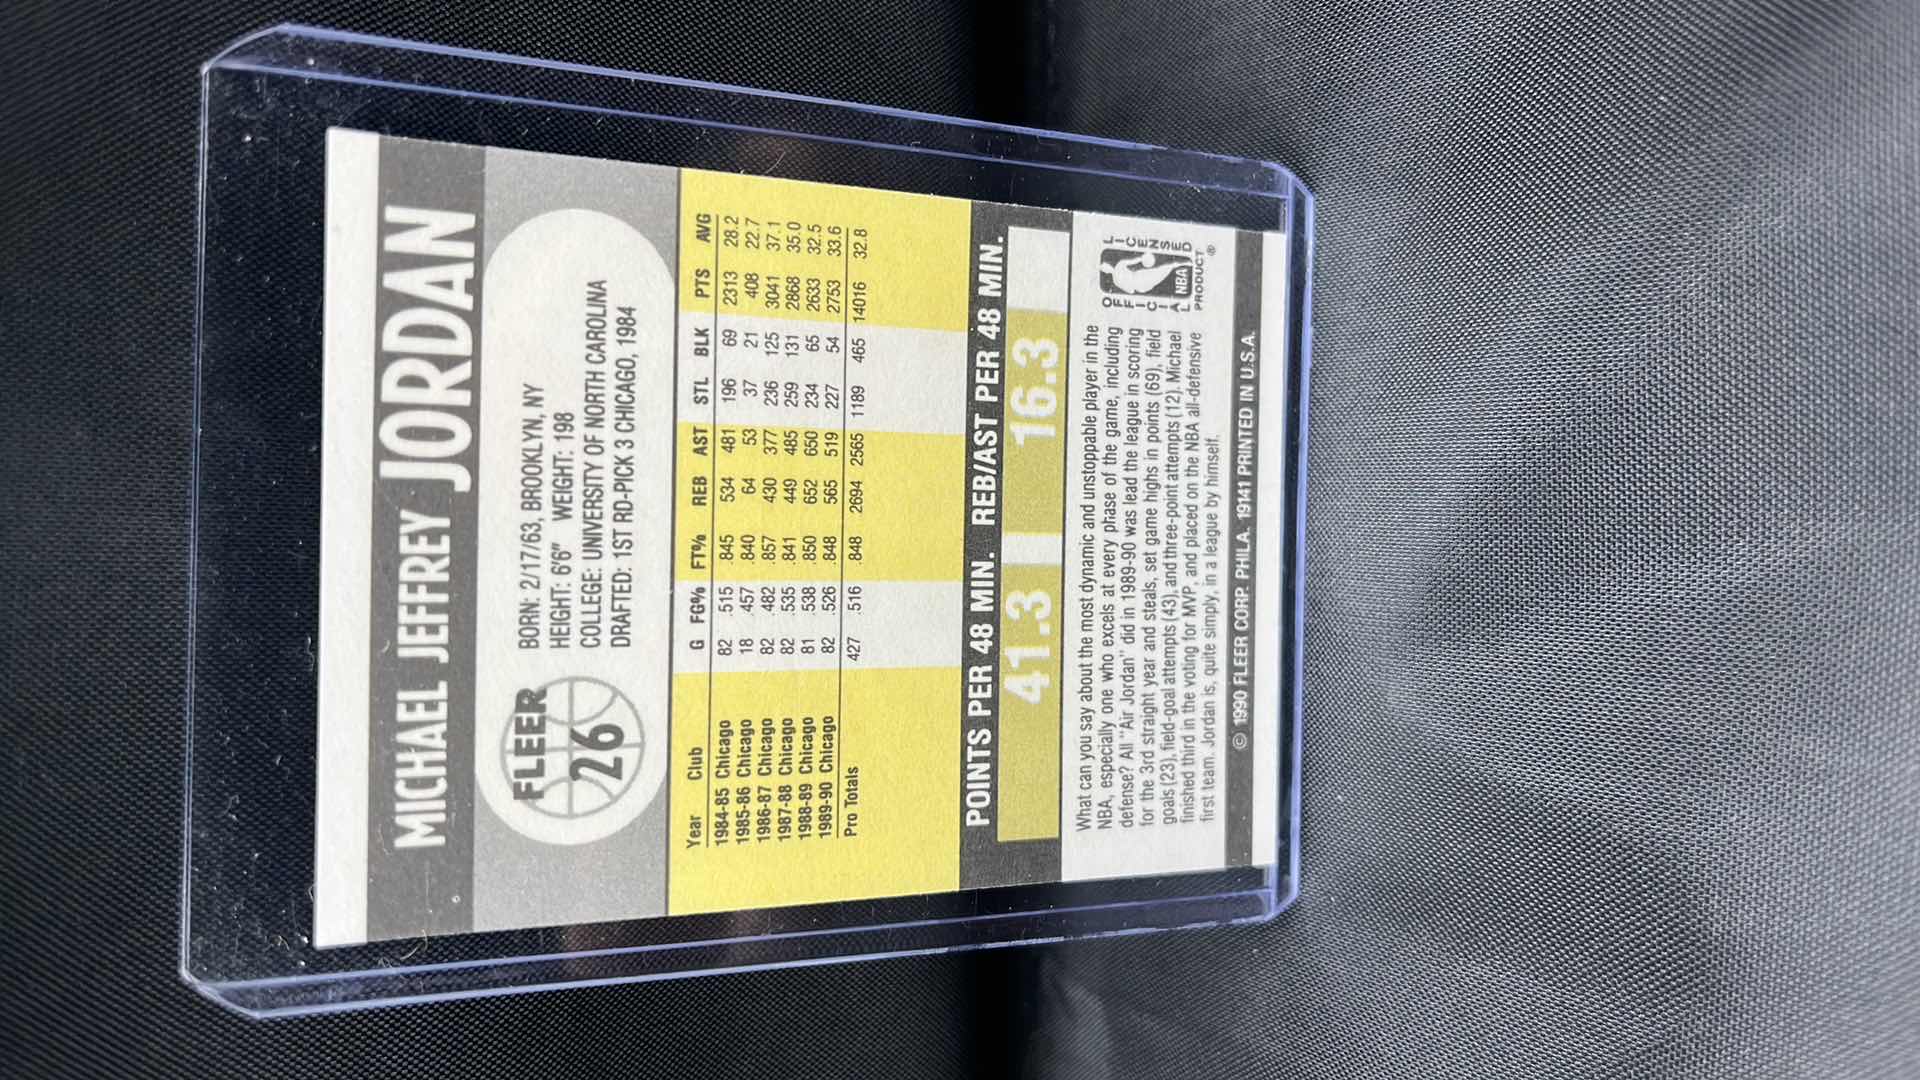 MICHAEL JEFFREY JORDAN
FLEER
26
BORN: 2/17/63, BROOKLYN, NY
HEIGHT: 6'6" WEIGHT: 198
COLLEGE: UNIVERSITY OF NORTH CAROLINA
DRAFTED: 1ST RD-PICK 3 CHICAGO, 1984
Year Club G FG% FT% REB AST STL BLK PTS AVG
1984-85 Chicago 82 .515 .845 534 481 196 69 2313 28.2
1985-86 Chicago 18 .457 .840 64 53 37 21 408 22.7
1986-87 Chicago 82 .482 .857 430 377 236 125 3041 37.1
1987-88 Chicago 82 .535 .841 449 485 259 131 2868 35.0
1988-89 Chicago 81 .538 .850 652 650 234 65 2633 32.5
1989-90 Chicago 82 .526 .848 565 519 227 54 2753 33.6
Pro Totals 427 .516 .848 2694 2565 1189 465 14016 32.8
POINTS PER 48 MIN. REB/AST PER 48 MIN.
41.3 16.3
What can you say about the most dynamic and unstoppable player in the
NBA, especially one who excels at every phase of the game, including
defense? All "Air Jordan" did in 1989-90 was lead the league in scoring
for the 3rd straight year and steals, set game highs in points (69), field
goals (23), field-goal attempts (43), and three-point attempts (12). Michael
finished third in the voting for MVP, and placed on the NBA all-defensive
first team. Jordan is, quite simply, in a league by himself.
OFFICIAL LICENSED
NBA
PRODUCT ®
© 1990 FLEER CORP. PHILA. 19141 PRINTED IN U.S.A.